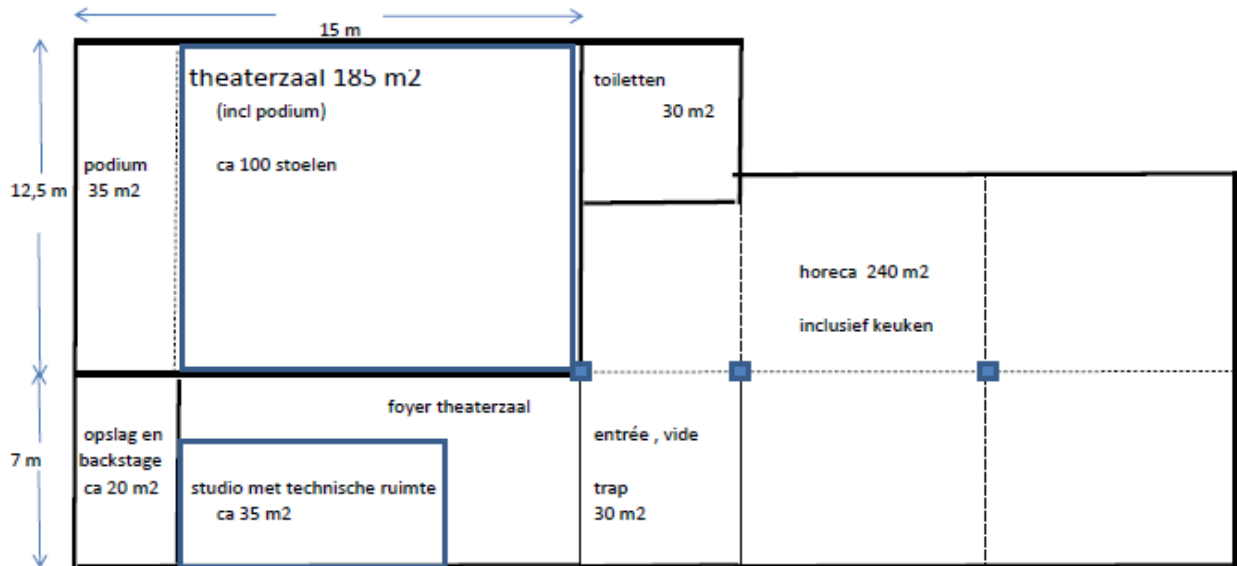 15 m
theaterzaal 185 m2
(incl podium)
ca 100 stoelen
toiletten
30 m2
podium
35 m2
12,5 m
horeca 240 m2
inclusief keuken
foyer theaterzaal
opslag en
backstage
ca 20 m2
7 m
studio met technische ruimte
ca 35 m2
entrée , vide
trap
30 m2